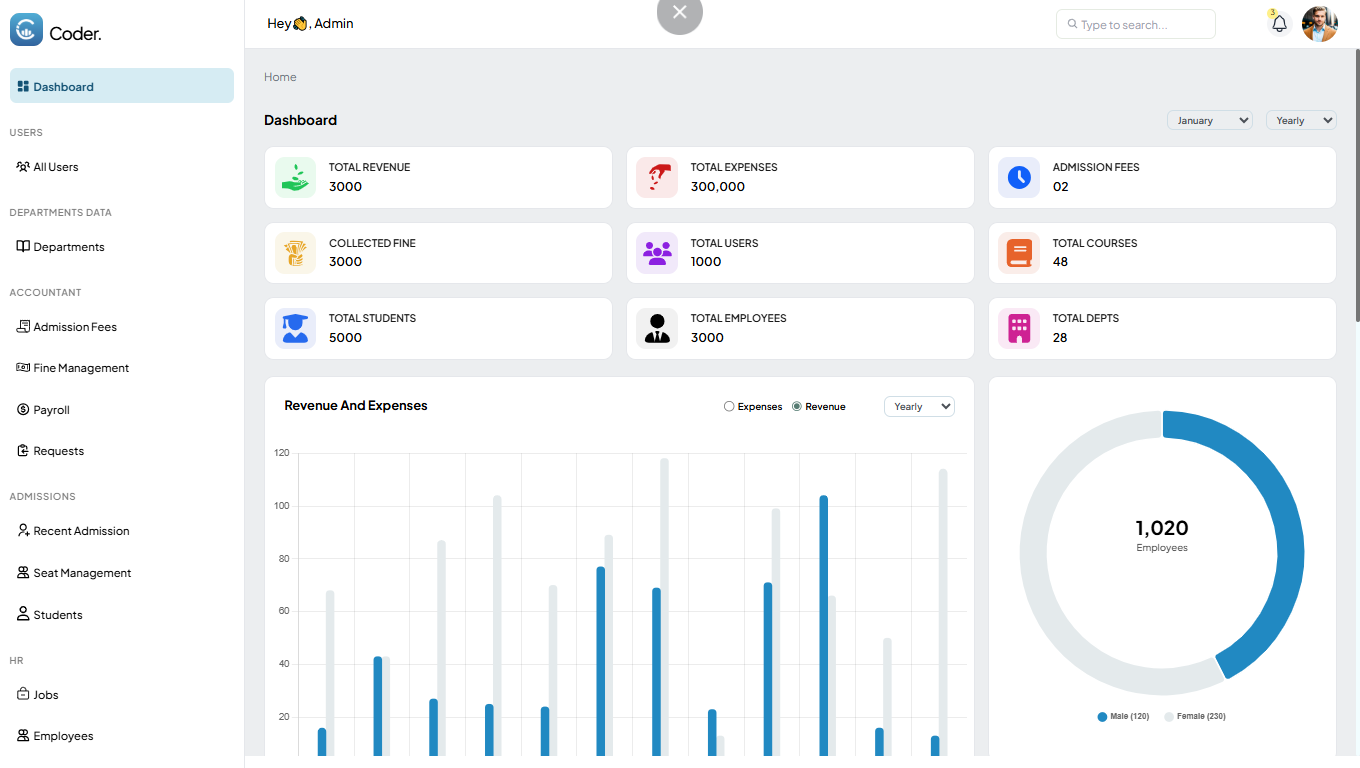 Coder.
Hey👏, Admin
Type to search...
3
Dashboard
USERS
All Users
DEPARTMENTS DATA
Departments
ACCOUNTANT
Admission Fees
Fine Management
Payroll
Requests
ADMISSIONS
Recent Admission
Seat Management
Students
HR
Jobs
Employees
Home
Dashboard
January
Yearly
TOTAL REVENUE
3000
TOTAL EXPENSES
300,000
ADMISSION FEES
02
COLLECTED FINE
3000
TOTAL USERS
1000
TOTAL COURSES
48
TOTAL STUDENTS
5000
TOTAL EMPLOYEES
3000
TOTAL DEPTS
28
Revenue And Expenses
Expenses
Revenue
Yearly
120
100
80
60
40
20
1,020
Employees
Male (120)
Female (230)